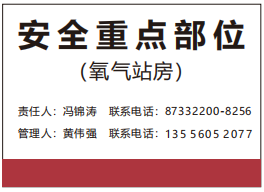 安全重点部位
(氧气站房)
责任人：冯锦涛 联系电话：87332200-8256
管理人：黄伟强 联系电话：135 5605 2077